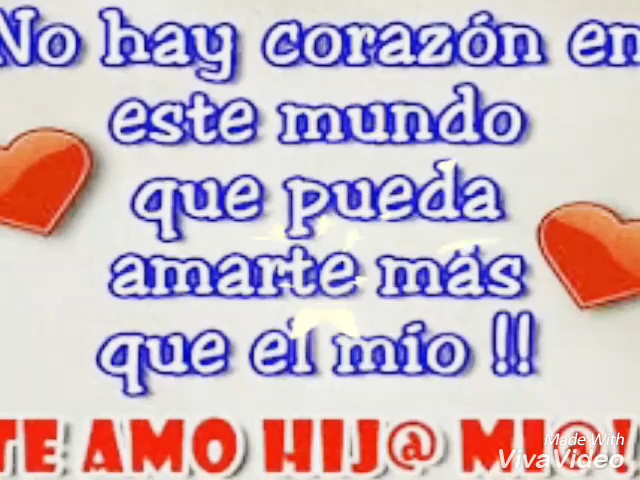 No hay corazón en
este mundo
que pueda
amarte más
que el mío !!
TE AMO HIJ@ MI@!
Made With
VivaVideo